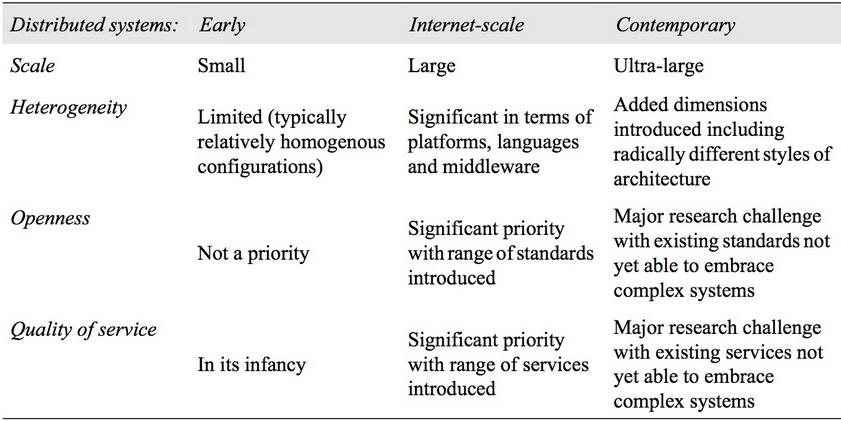 Distributed systems: Early Internet-scale Contemporary
Scale Small Large Ultra-large
Heterogeneity
Limited (typically
relatively homogenous
configurations)
Significant in terms of
platforms, languages
and middleware
Added dimensions
introduced including
radically different styles of
architecture
Openness
Not a priority
Significant priority
with range of standards
introduced
Major research challenge
with existing standards not
yet able to embrace
complex systems
Quality of service
In its infancy
Significant priority
with range of services
introduced
Major research challenge
with existing services not
yet able to embrace
complex systems